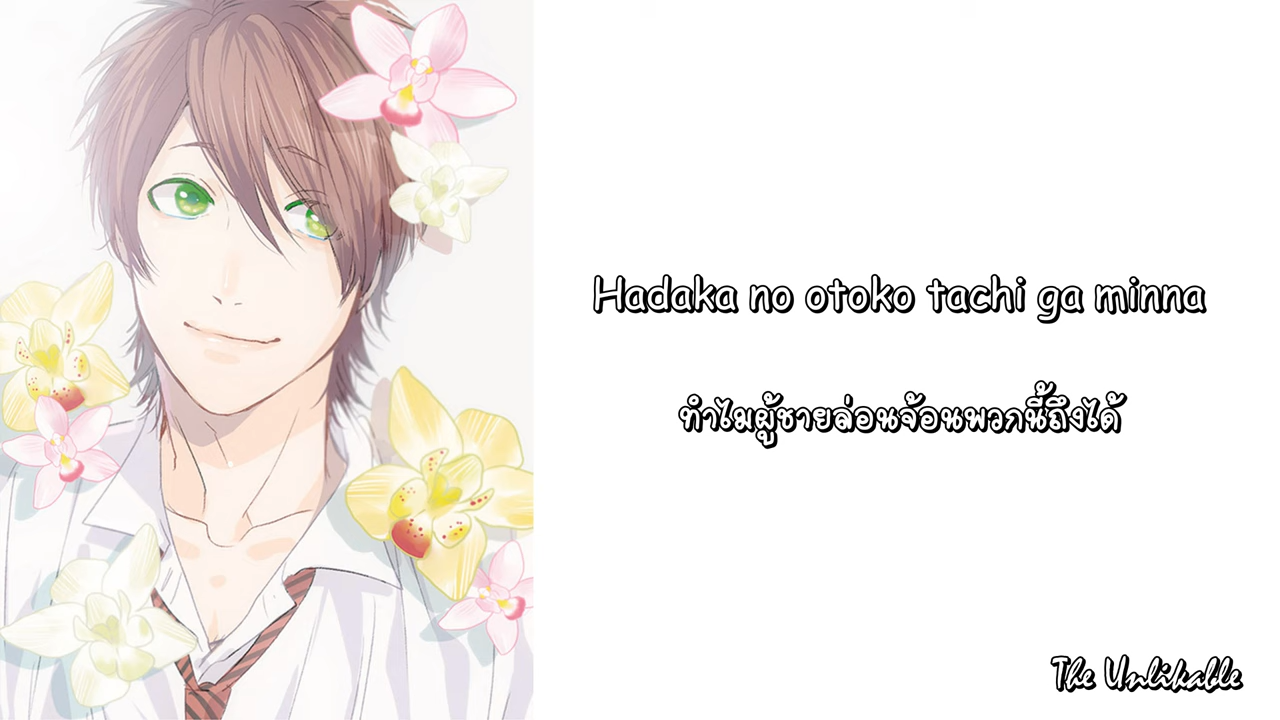 Hadaka no otoko tachi ga minna
ทำไมผู้ชายล่อนจ้อนพวกนี้ถึงได้
The Unlikable